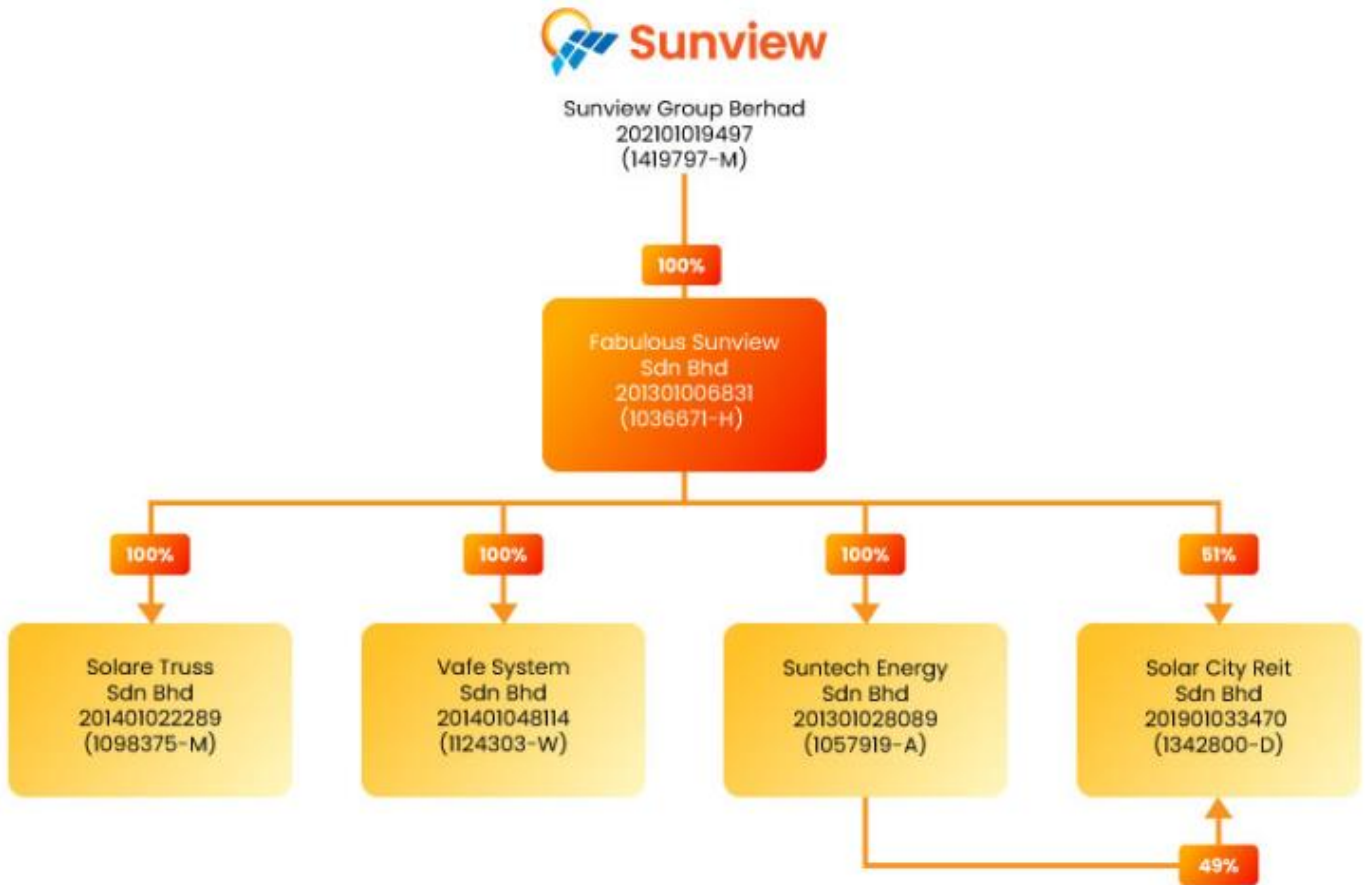 Sunview
Sunview Group Berhad
202101019497
(1419797-M)
100%
Fabulous Sunview
Sdn Bhd
201301006831
(1036671-H)
100%
100%
100%
51%
Solare Truss
Sdn Bhd
201401022289
(1098375-M)
Vafe System
Sdn Bhd
201401048114
(1124303-W)
Suntech Energy
Sdn Bhd
201301028089
(1057919-A)
Solar City Reit
Sdn Bhd
201901033470
(1342800-D)
49%